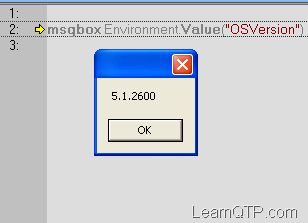 1:
2: msgbox Environment.Value("OSVersion")
3:
5.1.2600
OK
LearnQTP.com